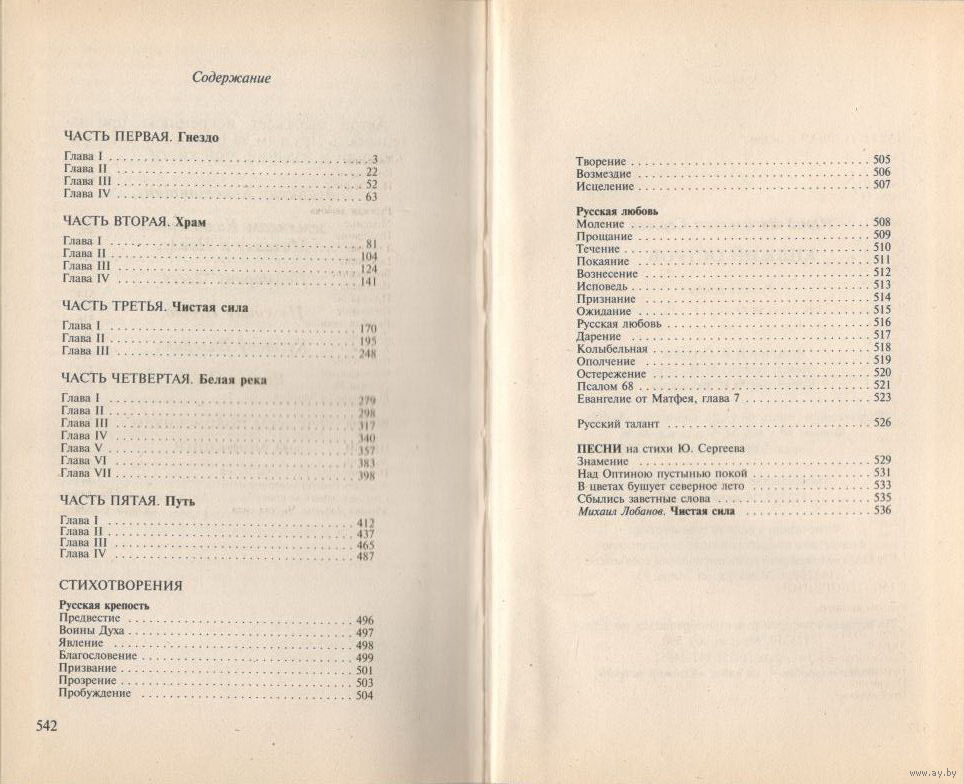 Содержание
ЧАСТЬ ПЕРВАЯ. Гнездо
Глава I 3
Глава II 22
Глава III 52
Глава IV 63
ЧАСТЬ ВТОРАЯ. Храм
Глава I 81
Глава II 104
Глава III 124
Глава IV 141
ЧАСТЬ ТРЕТЬЯ. Чистая сила
Глава I 170
Глава II 195
Глава III 248
ЧАСТЬ ЧЕТВЕРТАЯ. Белая река
Глава I 279
Глава II 298
Глава III 317
Глава IV 340
Глава V 357
Глава VI 383
Глава VII 398
ЧАСТЬ ПЯТАЯ. Путь
Глава I 412
Глава II 437
Глава III 465
Глава IV 487
СТИХОТВОРЕНИЯ
Русская крепость
Предвестие 496
Воины Духа 497
Явление 498
Благословение 499
Призвание 501
Прозрение 503
Пробуждение 504
542
Творение 505
Возмездие 506
Исцеление 507
Русская любовь
Моление 508
Прощание 509
Течение 510
Покаяние 511
Вознесение 512
Исповедь 513
Признание 514
Ожидание 515
Русская любовь 516
Дарение 517
Колыбельная 518
Ополчение 519
Остережение 520
Псалом 68 521
Евангелие от Матфея, глава 7 523
Русский талант 526
ПЕСНИ на стихи Ю. Сергеева
Знамение 529
Над Оптиною пустынью покой 531
В цветах бушует северное лето 533
Сбылись заветные слова 535
Михаил Лобанов. Чистая сила 536
www.ay.by